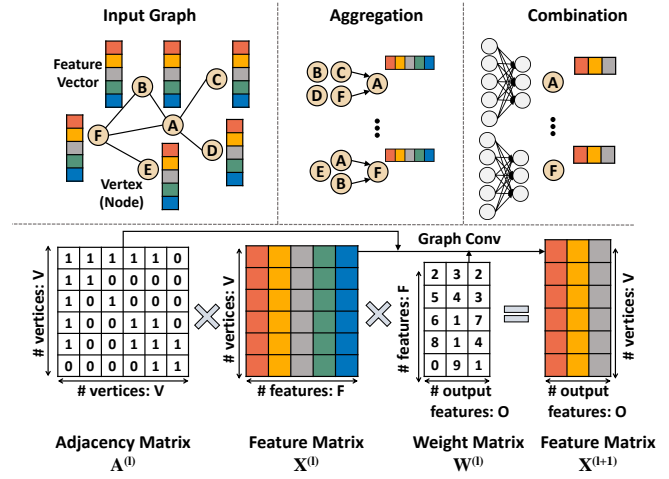 Input Graph
Aggregation
Combination
Feature
Vector
B
C
A
F
D
E
Vertex
(Node)
B C
D F
A
E A
B
F
A
F
Graph Conv
# vertices: V
1 1 1 1 1 0
1 1 0 0 0 0
1 0 1 0 0 0
1 0 0 1 0 0
1 0 0 1 1 1
0 0 0 0 1 1
# vertices: V
# vertices: V
# features: F
# features: F
2 3 2
5 4 3
6 1 7
8 1 4
0 9 1
# output
features: O
# vertices: V
# output
features: O
Adjacency Matrix
A(l)
Feature Matrix
X(l)
Weight Matrix
W(l)
Feature Matrix
X(l+1)